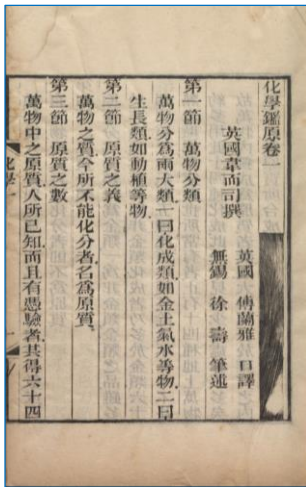 化學鑑原卷一
英國韋而司撰
英國 傅蘭雅 口譯
無錫 徐壽 筆述
第一節 萬物分類
萬物分爲兩大類一曰化成類如金土氣水等物二曰
生長類如動植等物
第二節 原質之義
萬物之質今所不能化分者名爲原質
第三節 原質之數
萬物中之原質人所已知而且有憑驗者其得六十四
化學一
一